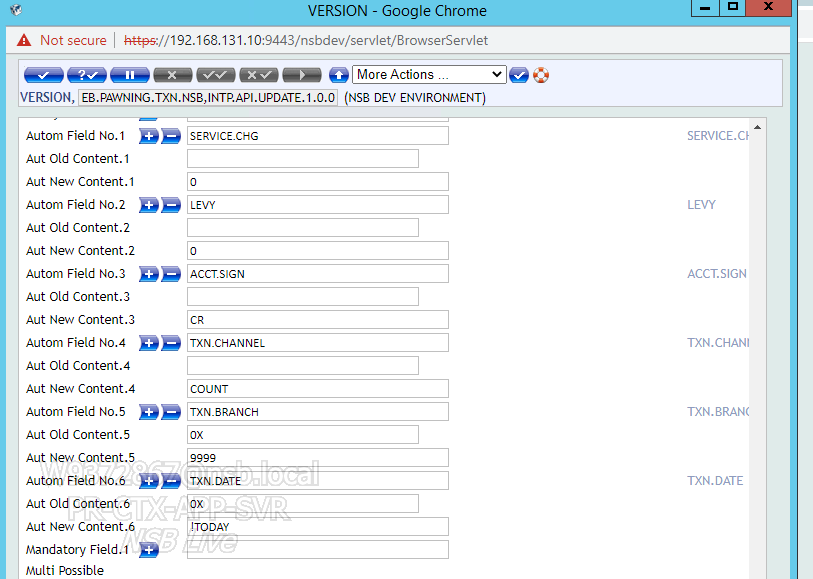 VERSION - Google Chrome
Not secure | https://192.168.131.10:9443/nsbdev/servlet/BrowserServlet
More Actions ...
VERSION, EB.PAWNING.TXN.NSB,INTP.API.UPDATE.1.0.0 (NSB DEV ENVIRONMENT)
Autom Field No.1 SERVICE.CHG SERVICE.CH
Aut Old Content.1
Aut New Content.1 0
Autom Field No.2 LEVY LEVY
Aut Old Content.2
Aut New Content.2 0
Autom Field No.3 ACCT.SIGN ACCT.SIGN
Aut Old Content.3
Aut New Content.3 CR
Autom Field No.4 TXN.CHANNEL TXN.CHANI
Aut Old Content.4
Aut New Content.4 COUNT
Autom Field No.5 TXN.BRANCH TXN.BRANC
Aut Old Content.5 0X
Aut New Content.5 9999
W9372867@nsb.local
Autom Field No.6 TXN.DATE TXN.DATE
Aut Old Content.6 0X
PR-CTX-APP-SVR
Aut New Content.6 !TODAY
NSB Live
Mandatory Field.1
Multi Possible